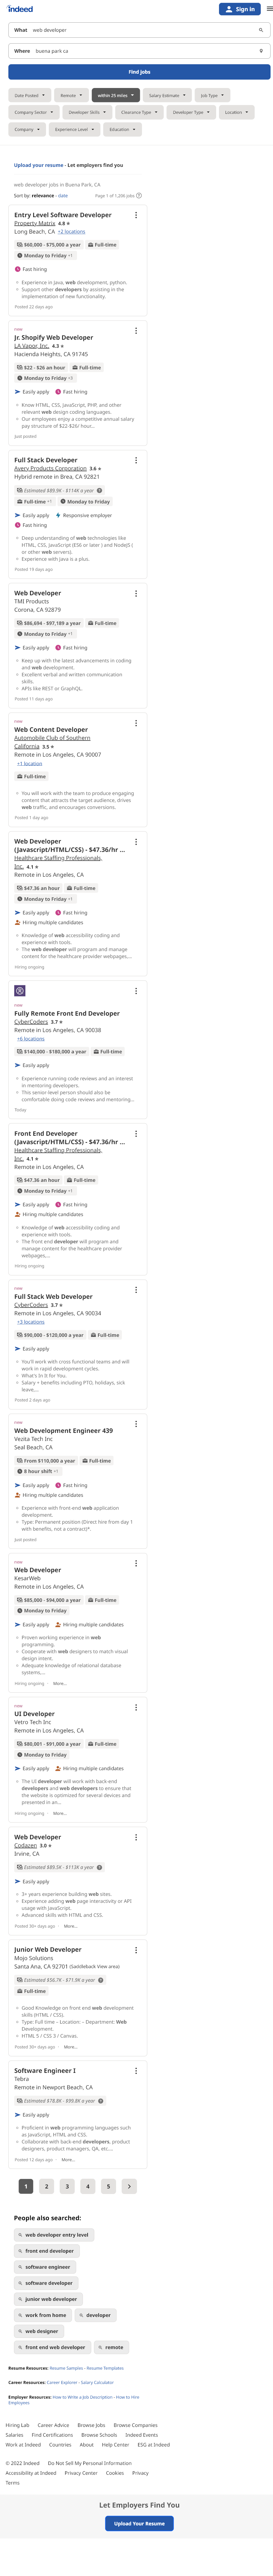 indeed
Sign in
What web developer
Where buena park ca
Find jobs
Date Posted
Remote
within 25 miles
Salary Estimate
Job Type
Company Sector
Developer Skills
Clearance Type
Developer Type
Location
Company
Experience Level
Education
Upload your resume - Let employers find you
web developer jobs in Buena Park, CA
Sort by: relevance - date
Page 1 of 1,296 jobs
Entry Level Software Developer
Property Matrix 4.8
Long Beach, CA +2 locations
$60,000 - $75,000 a year
Full-time
Monday to Friday +1
Fast hiring
Experience in Java, web development, python.
Support other developers by assisting in the
implementation of new functionality.
Posted 22 days ago
new
Jr. Shopify Web Developer
LA Vapor, Inc. 4.3
Hacienda Heights, CA 91745
$22 - $26 an hour
Full-time
Monday to Friday +3
Easily apply
Fast hiring
Know HTML, CSS, JavaScript, PHP, and other
relevant web design coding languages.
Our employees enjoy a competitive annual salary
pay structure of $22-$26/ hour…
Just posted
Full Stack Developer
Avery Products Corporation 3.6
Hybrid remote in Brea, CA 92821
Estimated $89.9K - $114K a year
Full-time +1
Monday to Friday
Easily apply
Responsive employer
Fast hiring
Deep understanding of web technologies like
HTML, CSS, JavaScript (ES6 or later ) and NodeJS (
or other web servers).
Experience with Java is a plus.
Posted 19 days ago
Web Developer
TMI Products
Corona, CA 92879
$86,694 - $97,189 a year
Full-time
Monday to Friday +1
Easily apply
Fast hiring
Keep up with the latest advancements in coding
and web development.
Excellent verbal and written communication
skills.
APIs like REST or GraphQL.
Posted 11 days ago
new
Web Content Developer
Automobile Club of Southern
California 3.5
Remote in Los Angeles, CA 90007
+1 location
Full-time
You will work with the team to produce engaging
content that attracts the target audience, drives
web traffic, and encourages conversions.
Posted 1 day ago
Web Developer
(Javascript/HTML/CSS) - $47.36/hr ...
Healthcare Staffing Professionals,
Inc. 4.1
Remote in Los Angeles, CA
$47.36 an hour
Full-time
Monday to Friday +1
Easily apply
Fast hiring
Hiring multiple candidates
Knowledge of web accessibility coding and
experience with tools.
The web developer will program and manage
content for the healthcare provider webpages,…
Hiring ongoing
new
Fully Remote Front End Developer
CyberCoders 3.7
Remote in Los Angeles, CA 90038
+6 locations
$140,000 - $180,000 a year
Full-time
Easily apply
Experience running code reviews and an interest
in mentoring developers.
This senior-level person should also be
comfortable doing code reviews and mentoring…
Today
Front End Developer
(Javascript/HTML/CSS) - $47.36/hr ...
Healthcare Staffing Professionals,
Inc. 4.1
Remote in Los Angeles, CA
$47.36 an hour
Full-time
Monday to Friday +1
Easily apply
Fast hiring
Hiring multiple candidates
Knowledge of web accessibility coding and
experience with tools.
The front end developer will program and
manage content for the healthcare provider
webpages,…
Hiring ongoing
new
Full Stack Web Developer
CyberCoders 3.7
Remote in Los Angeles, CA 90034
+3 locations
$90,000 - $120,000 a year
Full-time
Easily apply
You'll work with cross functional teams and will
work in rapid development cycles.
What's In It for You.
Salary + benefits including PTO, holidays, sick
leave,…
Posted 2 days ago
new
Web Development Engineer 439
Vezita Tech Inc
Seal Beach, CA
From $110,000 a year
Full-time
8 hour shift +1
Easily apply
Fast hiring
Hiring multiple candidates
Experience with front-end web application
development.
Type: Permanent position (Direct hire from day 1
with benefits, not a contract)*.
Just posted
new
Web Developer
KesarWeb
Remote in Los Angeles, CA
$85,000 - $94,000 a year
Full-time
Monday to Friday
Easily apply
Hiring multiple candidates
Proven working experience in web
programming.
Cooperate with web designers to match visual
design intent.
Adequate knowledge of relational database
systems,…
Hiring ongoing
More...
new
UI Developer
Vetro Tech Inc
Remote in Los Angeles, CA
$80,001 - $91,000 a year
Full-time
Monday to Friday
Easily apply
Hiring multiple candidates
The UI developer will work with back-end
developers and web developers to ensure that
the website is optimized for several devices and
presented in an…
Hiring ongoing
More...
Web Developer
Codazen 3.0
Irvine, CA
Estimated $89.5K - $113K a year
Easily apply
3+ years experience building web sites.
Experience creating web page interactivity or API
usage with JavaScript.
Advanced skills with HTML and CSS.
Posted 30+ days ago
More...
Junior Web Developer
Mojo Solutions
Santa Ana, CA 92701 (Saddleback View area)
Estimated $56.7K - $71.9K a year
Full-time
Good Knowledge on front end web development
skills (HTML / CSS).
Type: Full time – Location: – Department: Web
Development.
HTML 5 / CSS 3 / Canvas.
Posted 30+ days ago
More...
Software Engineer I
Tebra
Remote in Newport Beach, CA
Estimated $78.8K - $99.8K a year
Easily apply
Proficient in web programming languages such
as JavaScript, HTML and CSS.
Collaborate with back-end developers, product
designers, product managers, QA, etc.…
Posted 12 days ago
More...
1 2 3 4 5
People also searched:
web developer entry level
front end developer
software engineer
software developer
junior web developer
work from home
developer
web designer
front end web developer
remote
Resume Resources: Resume Samples - Resume Templates
Career Resources: Career Explorer - Salary Calculator
Employer Resources: How to Write a Job Description - How to Hire
Employees
Hiring Lab Career Advice Browse Jobs Browse Companies
Salaries Find Certifications Browse Schools Indeed Events
Work at Indeed Countries About Help Center ESG at Indeed
© 2022 Indeed Do Not Sell My Personal Information
Accessibility at Indeed Privacy Center Cookies Privacy
Terms
Let Employers Find You
Upload Your Resume